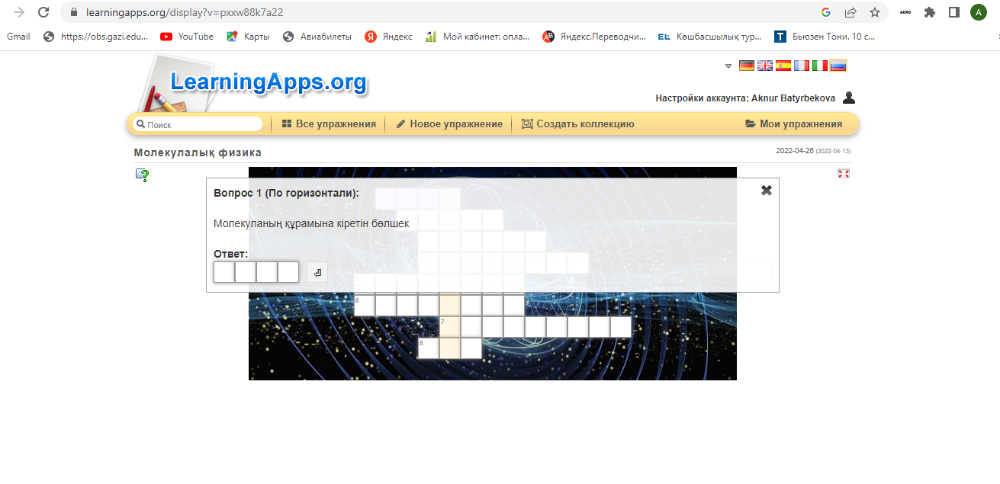 learningapps.org/display?v=pxxw88k7a22
AERO
A
Gmail https://obs.gazi.edu... YouTube Карты Авиабилеты Яндекс Мой кабинет: опла... Яндекс.Переводчи... Көшбасшылық тур... Бьюзен Тони. 10 с...
LearningApps.org
Настройки аккаунта: Aknur Batyrbekova
Поиск Все упражнения Новое упражнение Создать коллекцию Мои упражнения
Молекулалық физика 2022-04-26 (2022-04-13)
Вопрос 1 (По горизонтали):
Молекуланың құрамына кіретін бөлшек
Ответ:
6
7
8